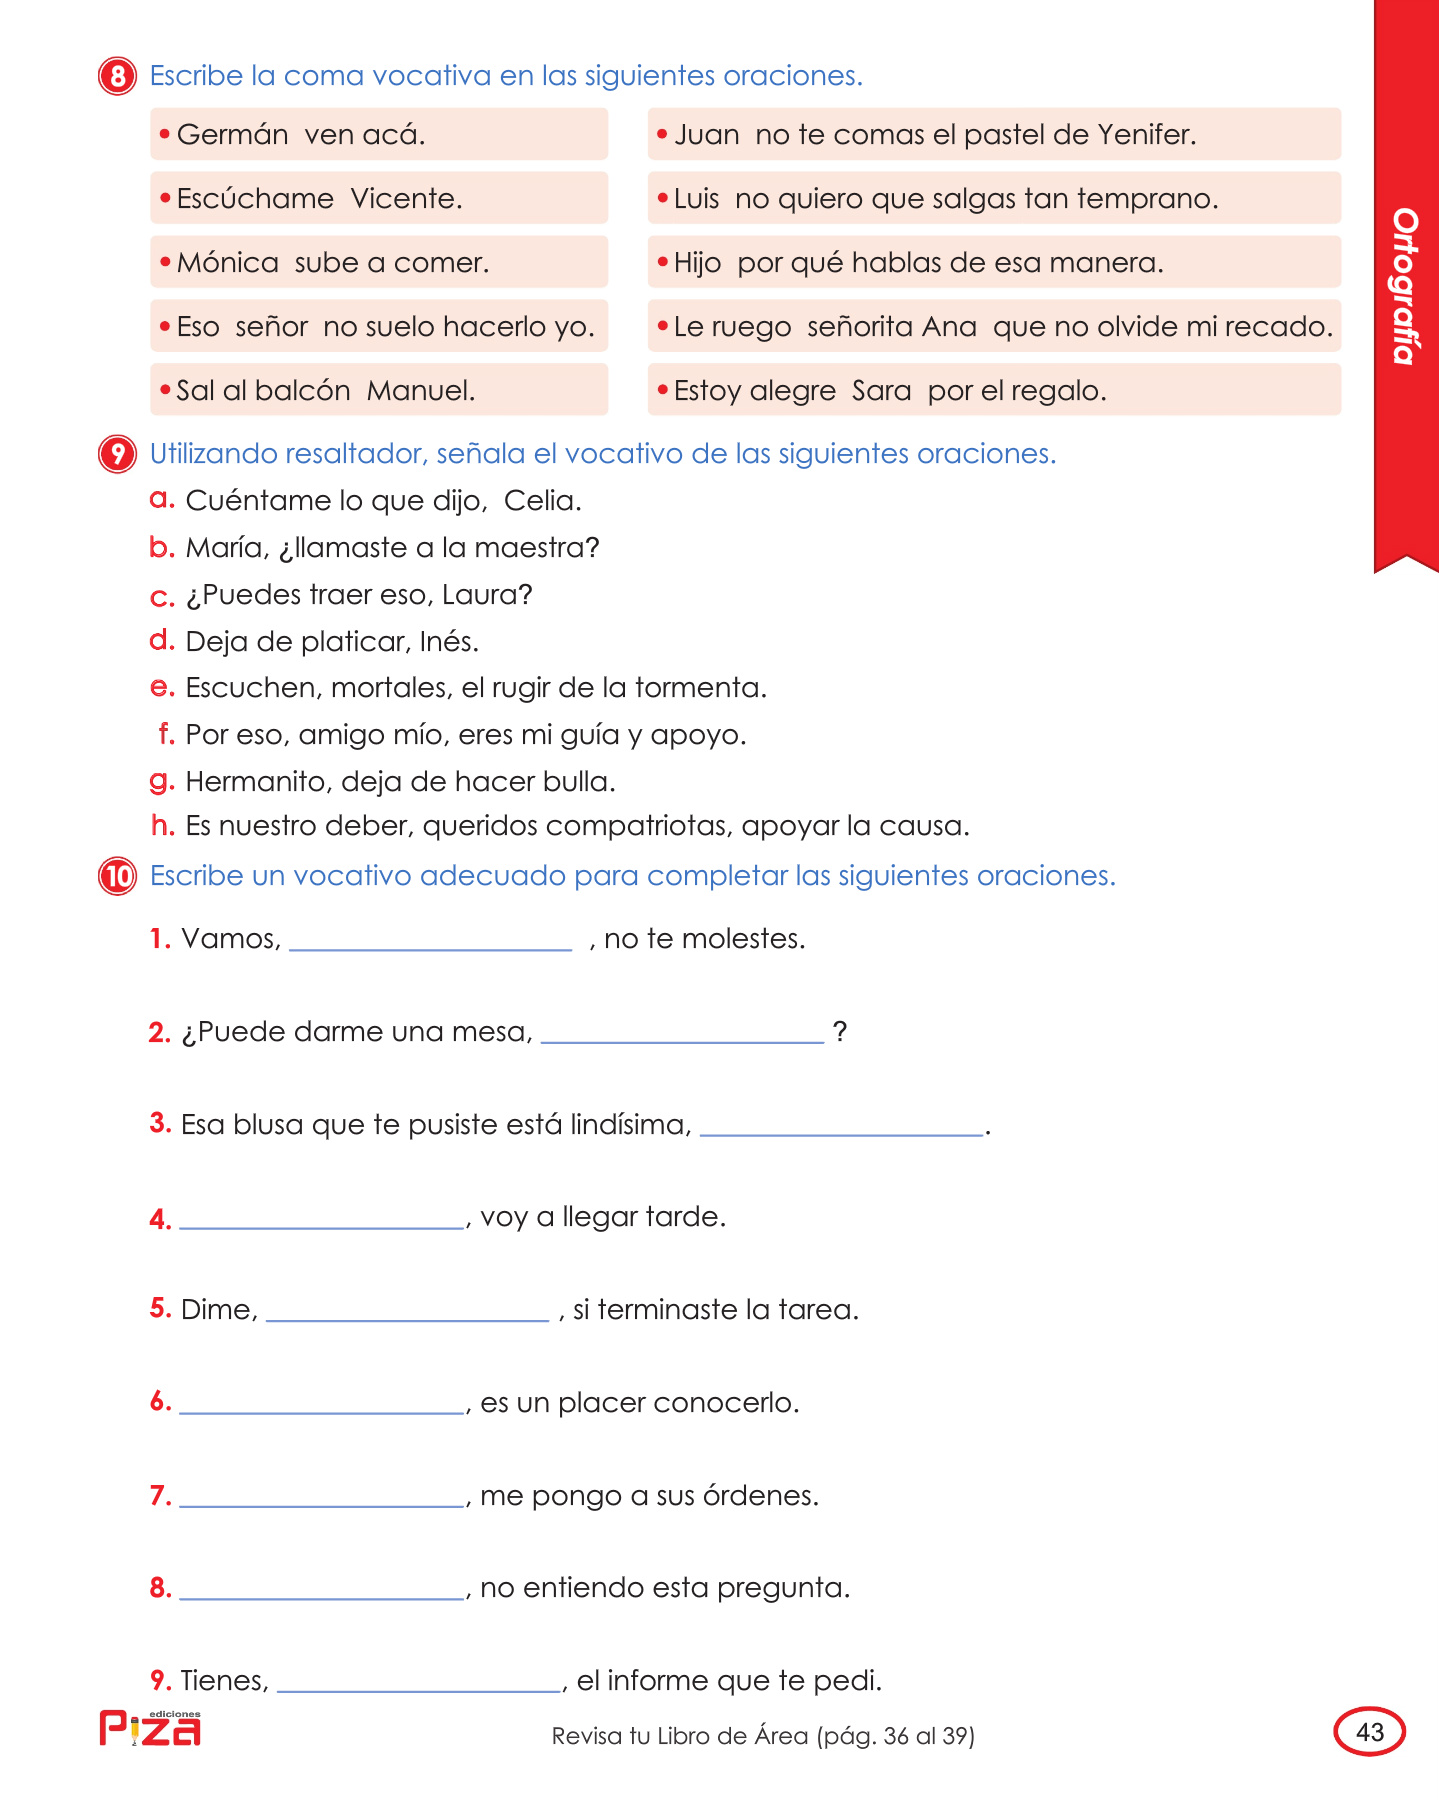 8 Escribe la coma vocativa en las siguientes oraciones.
• Germán  ven acá.
• Juan  no te comas el pastel de Yenifer.
• Escúchame  Vicente.
• Luis  no quiero que salgas tan temprano.
• Mónica  sube a comer.
• Hijo  por qué hablas de esa manera.
• Eso  señor  no suelo hacerlo yo.
• Le ruego  señorita Ana  que no olvide mi recado.
• Sal al balcón  Manuel.
• Estoy alegre  Sara  por el regalo.
Ortografía
9 Utilizando resaltador, señala el vocativo de las siguientes oraciones.
a. Cuéntame lo que dijo,  Celia.
b. María, ¿llamaste a la maestra?
c. ¿Puedes traer eso, Laura?
d. Deja de platicar, Inés.
e. Escuchen, mortales, el rugir de la tormenta.
f. Por eso, amigo mío, eres mi guía y apoyo.
g. Hermanito, deja de hacer bulla.
h. Es nuestro deber, queridos compatriotas, apoyar la causa.
10 Escribe un vocativo adecuado para completar las siguientes oraciones.
1. Vamos, ____________________ , no te molestes.
2. ¿Puede darme una mesa, ____________________ ?
3. Esa blusa que te pusiste está lindísima, ____________________.
4. ____________________, voy a llegar tarde.
5. Dime, ____________________ , si terminaste la tarea.
6. ____________________, es un placer conocerlo.
7. ____________________, me pongo a sus órdenes.
8. ____________________, no entiendo esta pregunta.
9. Tienes, ____________________, el informe que te pedi.
ediciones
Piza
Revisa tu Libro de Área (pág. 36 al 39)
43